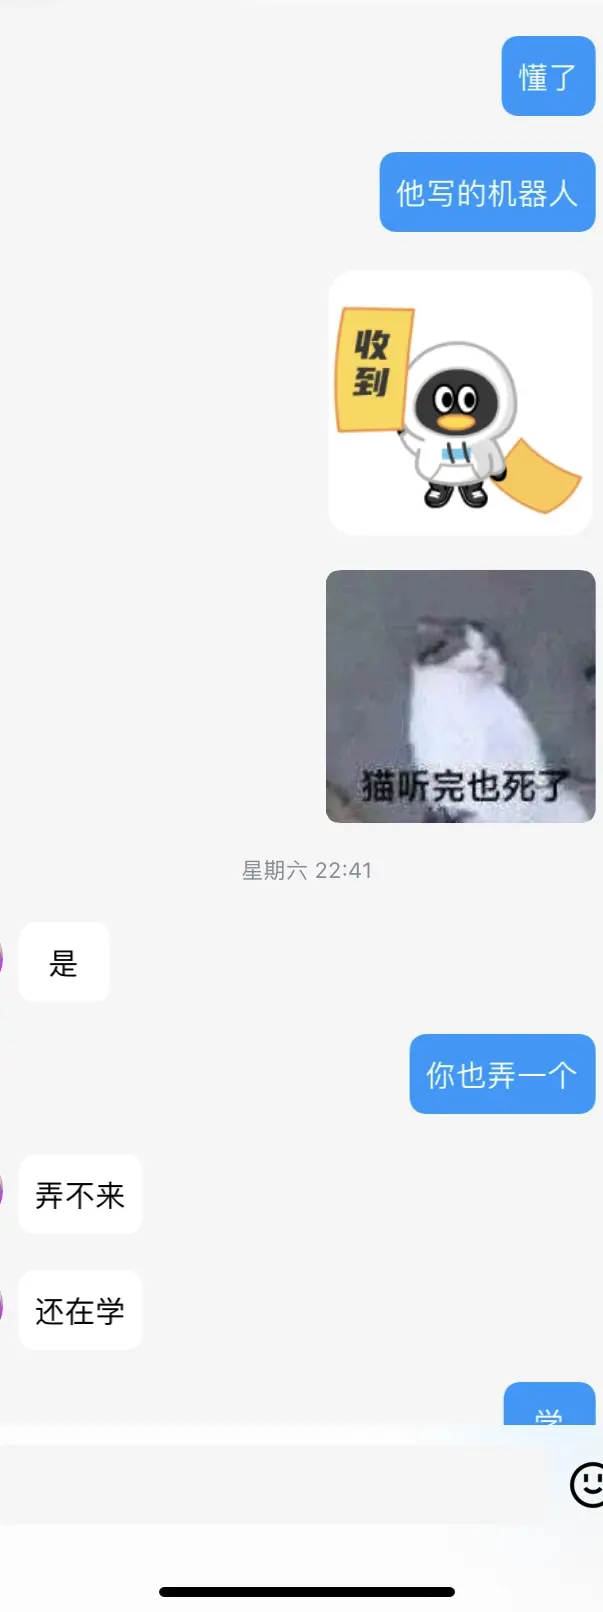 懂了
他写的机器人
收
到
猫听完也死了
星期六 22:41
是
你也弄一个
弄不来
还在学
学